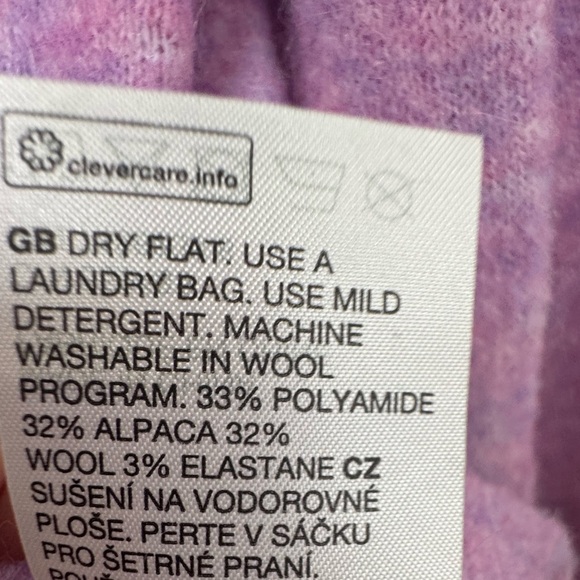 clevercare.info
GB DRY FLAT. USE A
LAUNDRY BAG. USE MILD
DETERGENT. MACHINE
WASHABLE IN WOOL
PROGRAM. 33% POLYAMIDE
32% ALPACA 32%
WOOL 3% ELASTANE CZ
SUŠENÍ NA VODOROVNÉ
PLOŠE. PERTE V SÁČKU
PRO ŠETRNÉ PRANÍ.